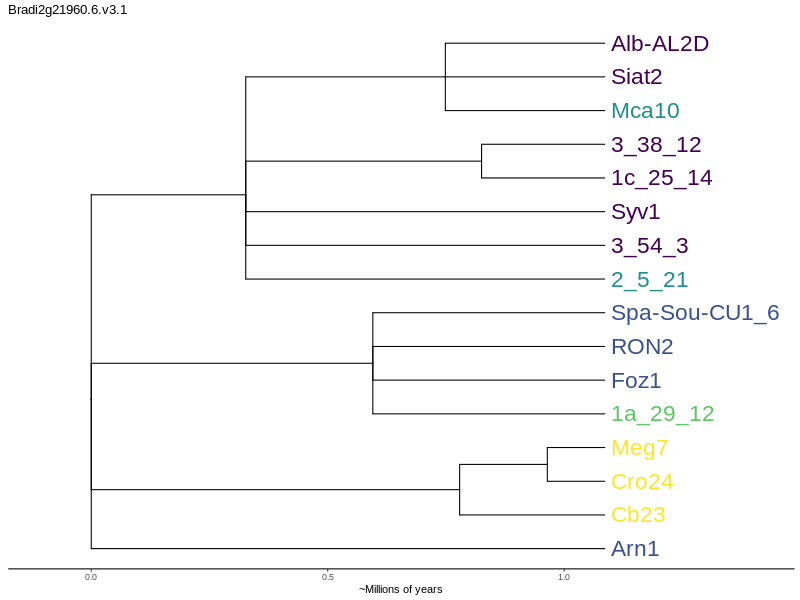 Bradi2g21960.6.v3.1
Alb-AL2D
Siat2
Mca10
3_38_12
1c_25_14
Syv1
3_54_3
2_5_21
Spa-Sou-CU1_6
RON2
Foz1
1a_29_12
Meg7
Cro24
Cb23
Arn1
0.0 0.5 1.0
~Millions of years